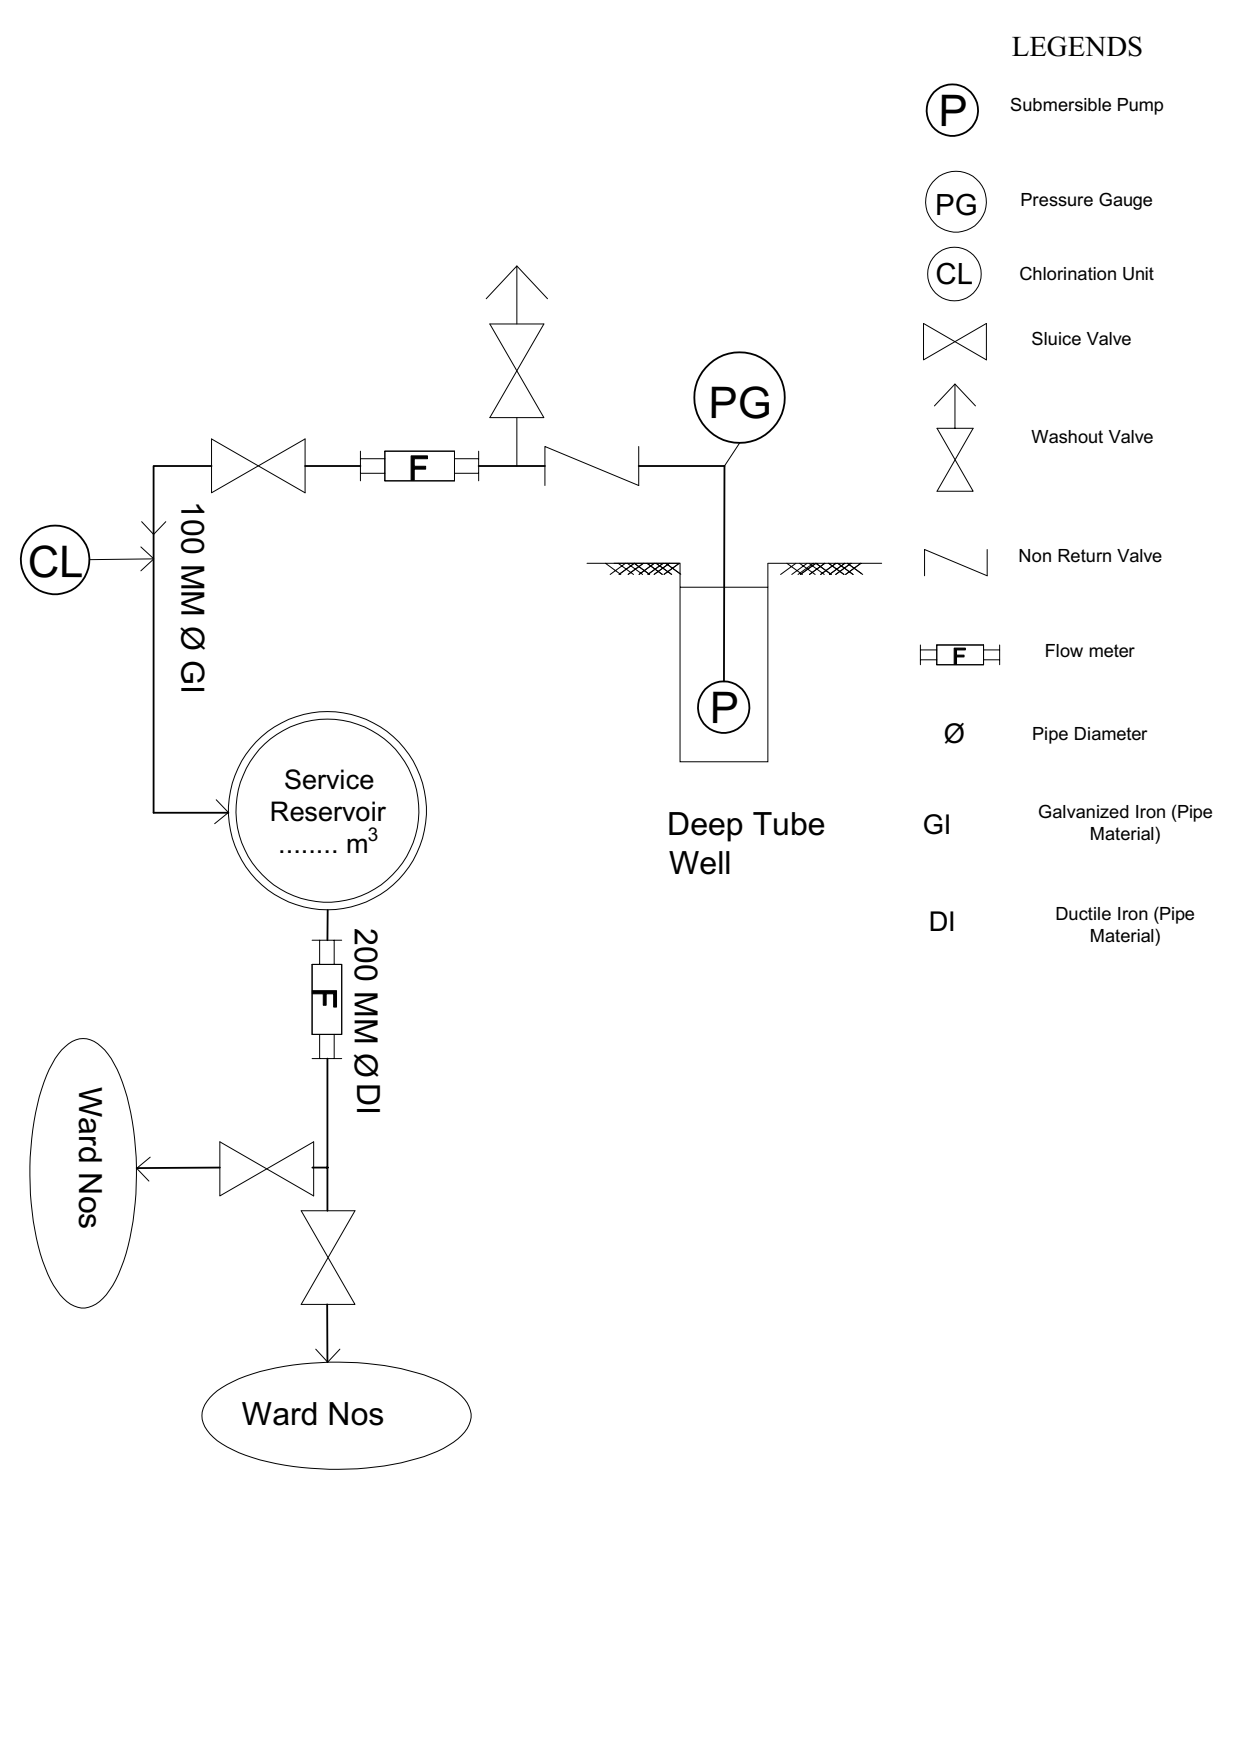 LEGENDS
P
Submersible Pump
PG
Pressure Gauge
CL
Chlorination Unit
Sluice Valve
Washout Valve
Non Return Valve
F
Flow meter
Ø
Pipe Diameter
GI
Galvanized Iron (Pipe
Material)
DI
Ductile Iron (Pipe
Material)
PG
F
CL
100 MM Ø GI
P
Deep Tube
Well
Service
Reservoir
........ m³
200 MM Ø DI
F
Ward Nos
Ward Nos